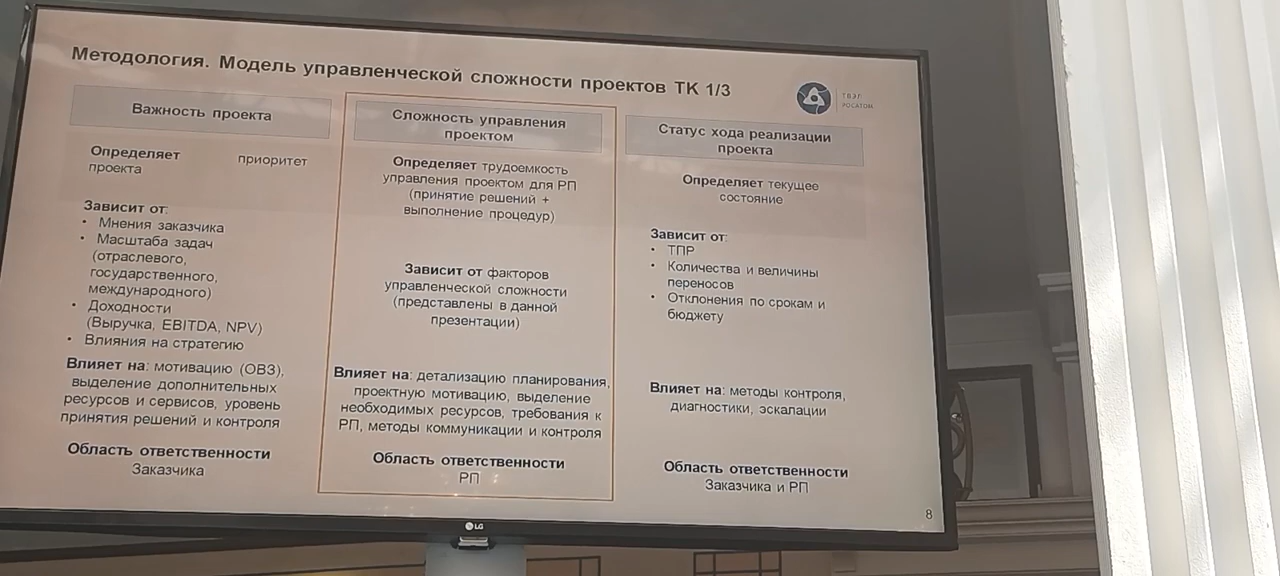 Методология. Модель управленческой сложности проектов ТК 1/3
ТВЭЛ
РОСАТОМ
Важность проекта
Определяет приоритет
проекта
Зависит от:
• Мнения заказчика
• Масштаба задач
(отраслевого,
государственного,
международного)
• Доходности
(Выручка, EBITDA, NPV)
• Влияния на стратегию
Влияет на: мотивацию (ОВЗ),
выделение дополнительных
ресурсов и сервисов, уровень
принятия решений и контроля
Область ответственности
Заказчика
Сложность управления
проектом
Определяет трудоемкость
управления проектом для РП
(принятие решений +
выполнение процедур)
Зависит от факторов
управленческой сложности
(представлены в данной
презентации)
Влияет на: детализацию планирования,
проектную мотивацию, выделение
необходимых ресурсов, требования к
РП, методы коммуникации и контроля
Область ответственности
РП
Статус хода реализации
проекта
Определяет текущее
состояние
Зависит от:
• ТПР
• Количества и величины
переносов
• Отклонения по срокам и
бюджету
Влияет на: методы контроля,
диагностики, эскалации
Область ответственности
Заказчика и РП
8
LG